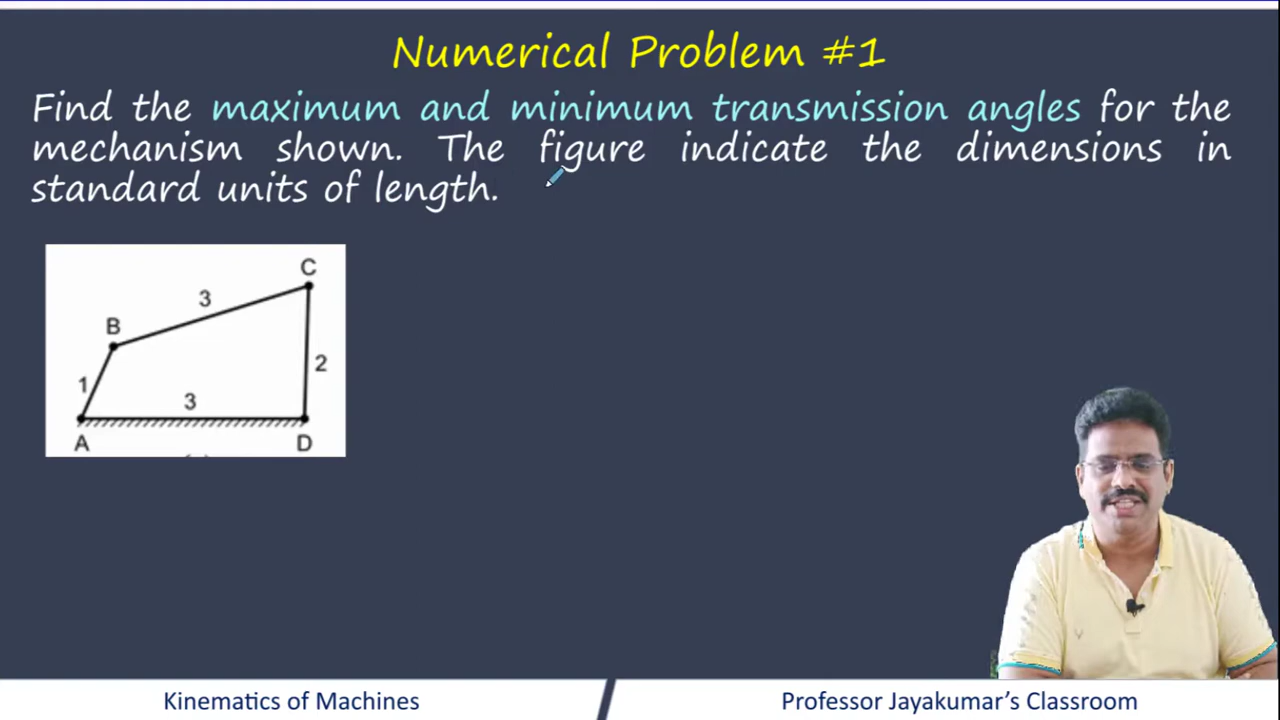 Numerical Problem #1
Find the maximum and minimum transmission angles for the
mechanism shown. The figure indicate the dimensions in
standard units of length.
C
3
B
2
1
3
A
D
Kinematics of Machines
Professor Jayakumar's Classroom